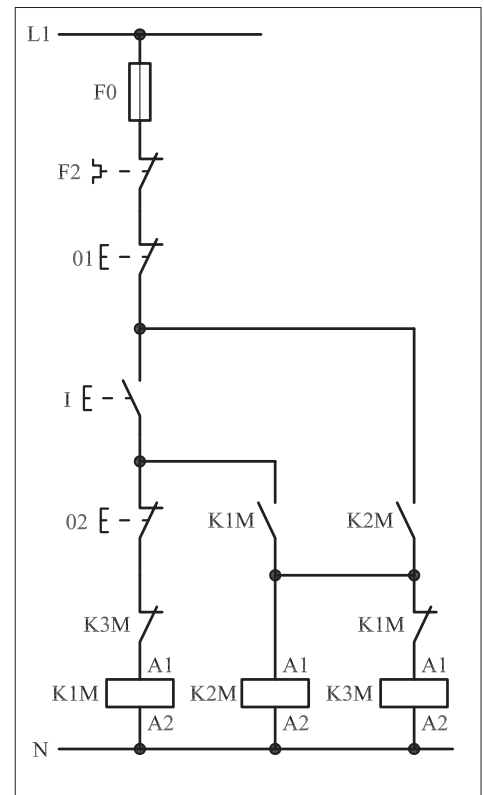 L1
F0
F2
01
I
02 K1M K2M
K3M K1M
A1 A1 A1
K1M K2M K3M
A2 A2 A2
N